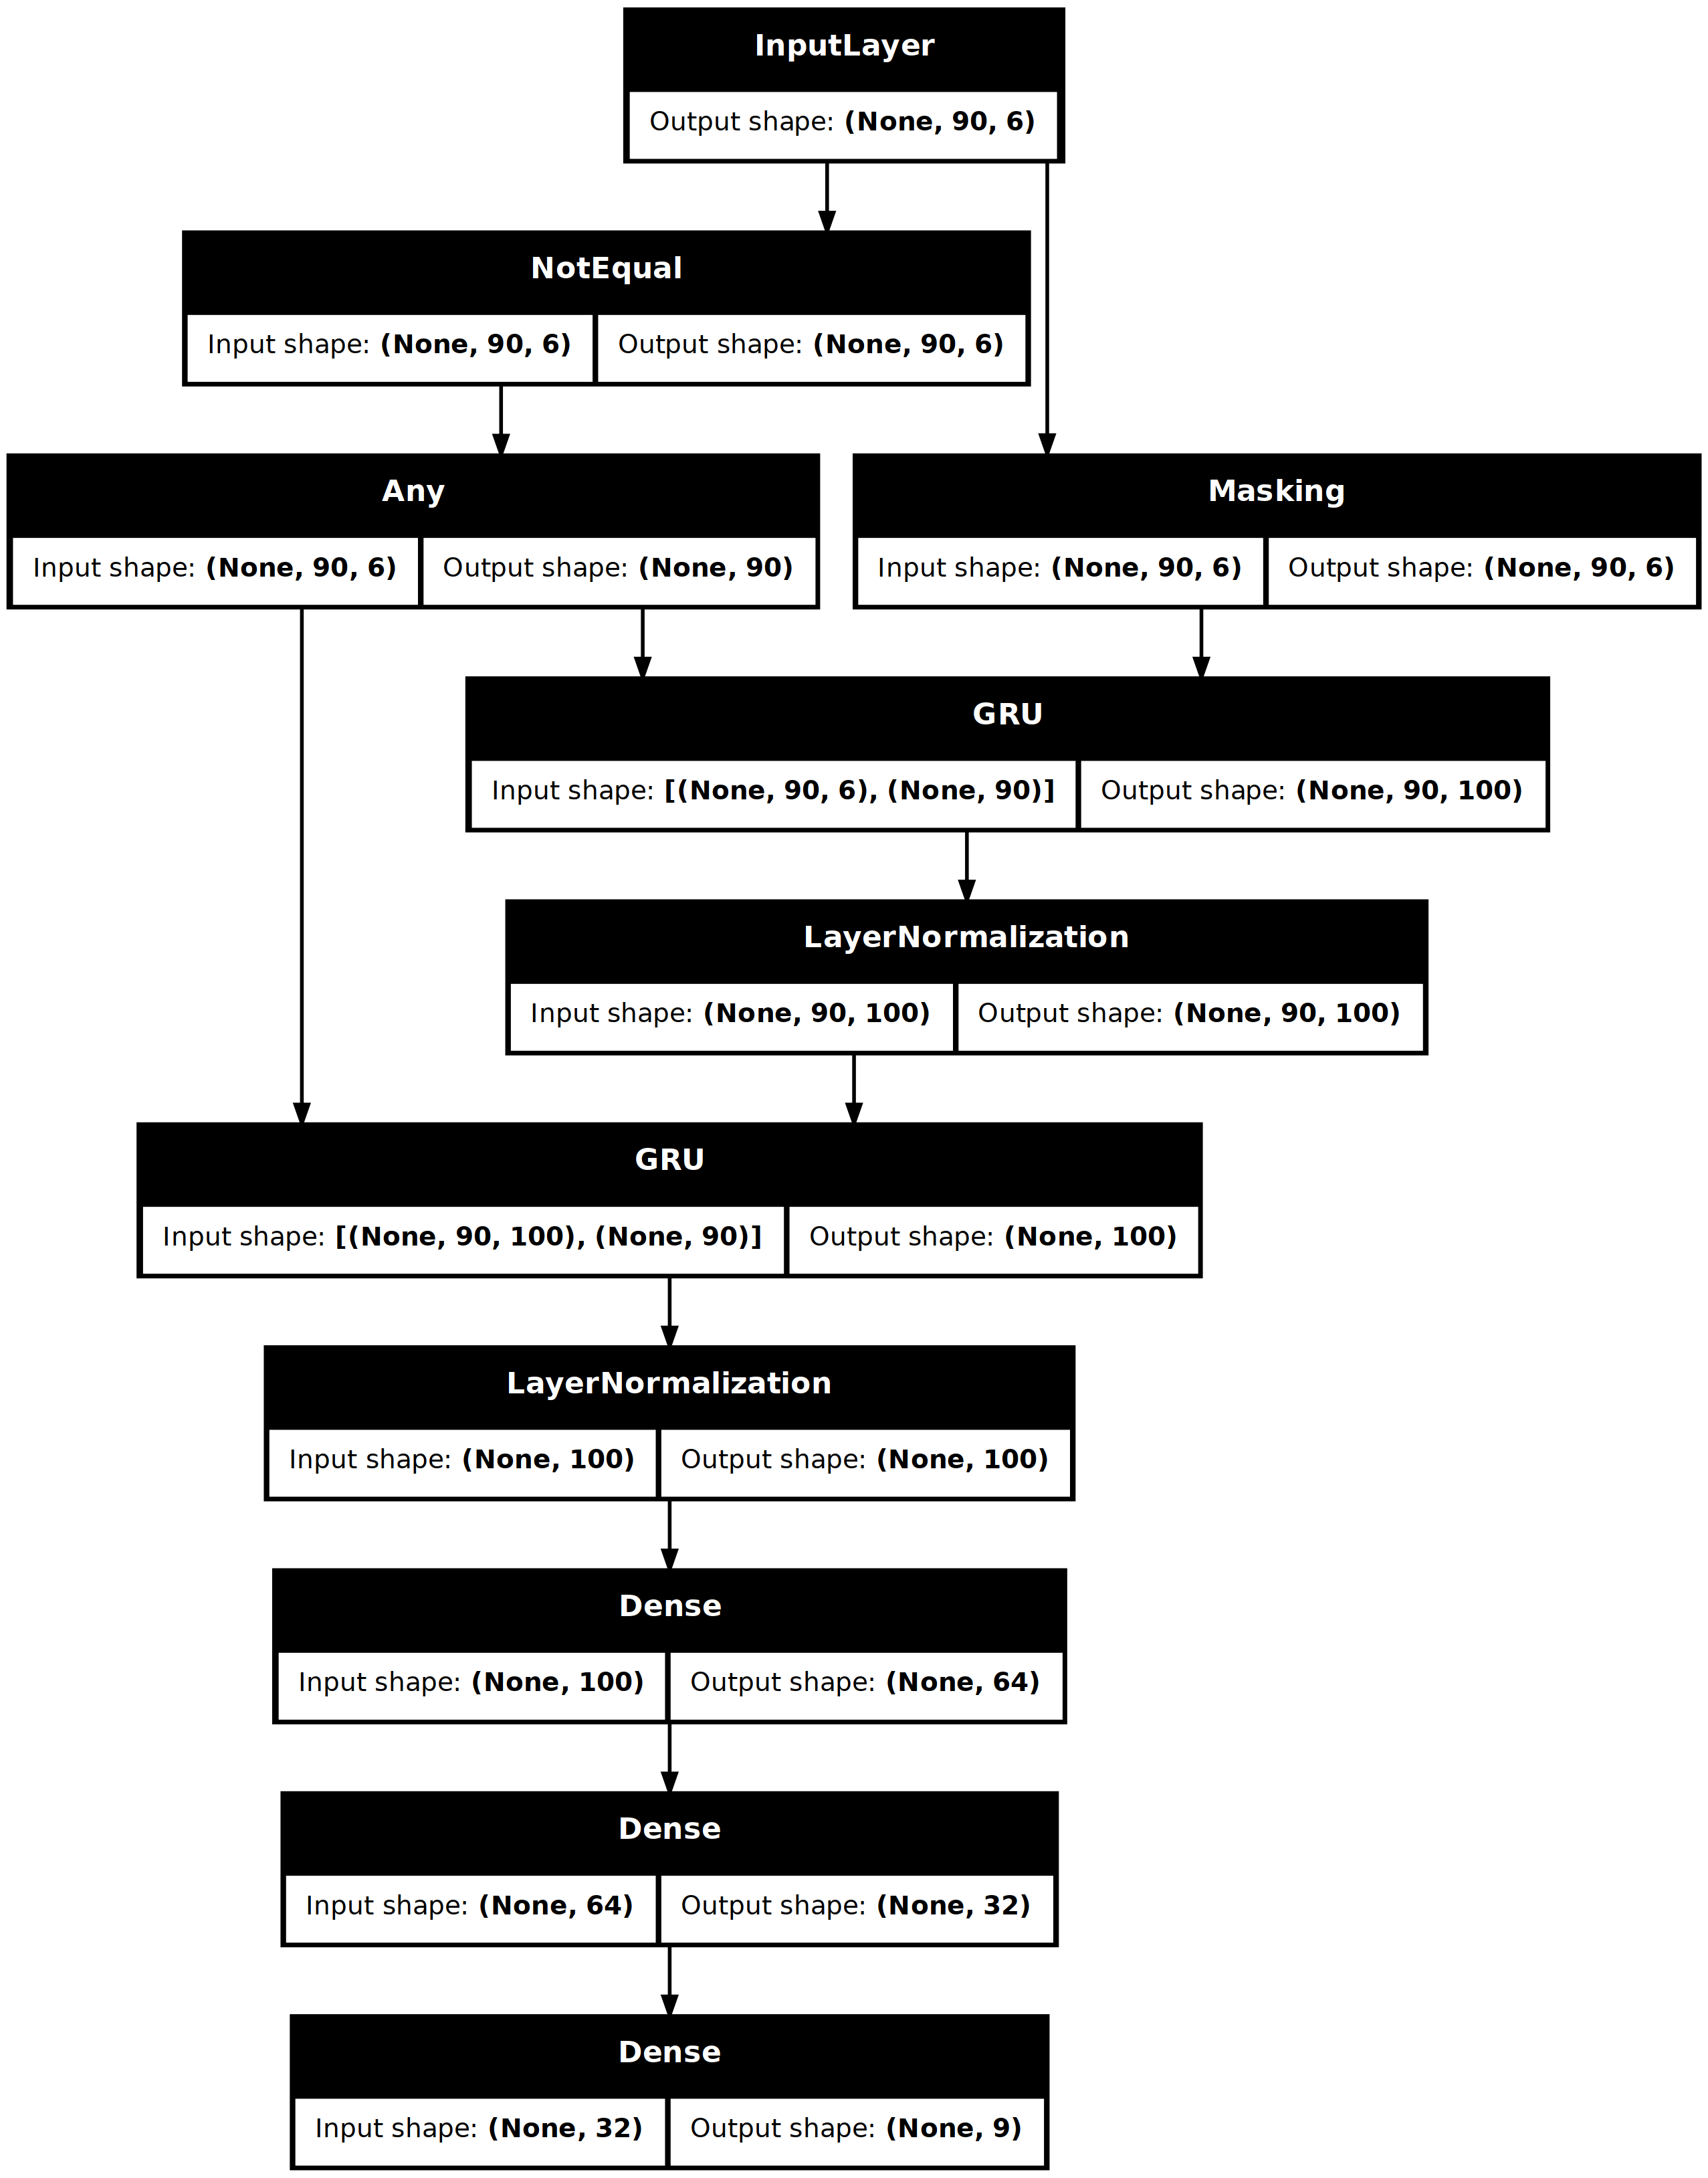 InputLayer
Output shape: (None, 90, 6)
NotEqual
Input shape: (None, 90, 6) Output shape: (None, 90, 6)
Any
Input shape: (None, 90, 6) Output shape: (None, 90)
Masking
Input shape: (None, 90, 6) Output shape: (None, 90, 6)
GRU
Input shape: [(None, 90, 6), (None, 90)] Output shape: (None, 90, 100)
LayerNormalization
Input shape: (None, 90, 100) Output shape: (None, 90, 100)
GRU
Input shape: [(None, 90, 100), (None, 90)] Output shape: (None, 100)
LayerNormalization
Input shape: (None, 100) Output shape: (None, 100)
Dense
Input shape: (None, 100) Output shape: (None, 64)
Dense
Input shape: (None, 64) Output shape: (None, 32)
Dense
Input shape: (None, 32) Output shape: (None, 9)